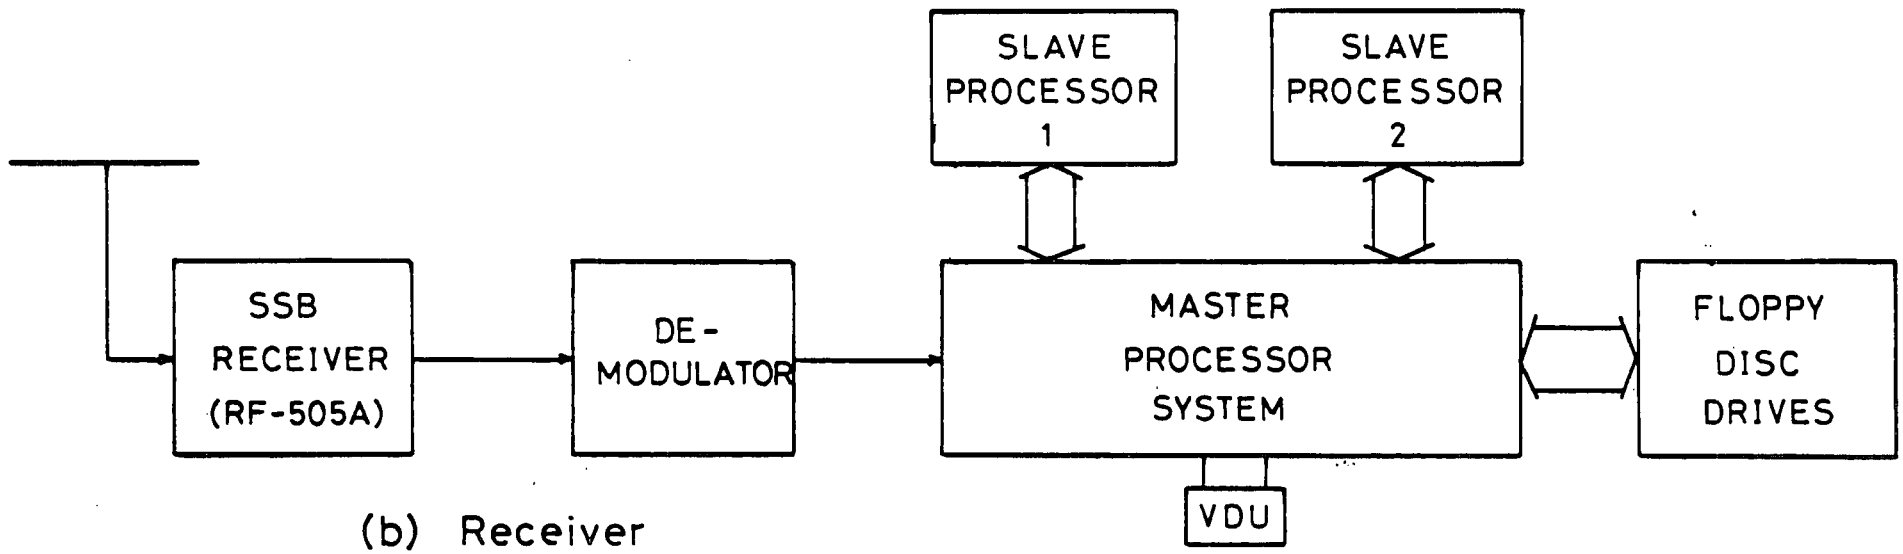 SLAVE
PROCESSOR
1
SLAVE
PROCESSOR
2
SSB
RECEIVER
(RF-505A)
DE-
MODULATOR
MASTER
PROCESSOR
SYSTEM
FLOPPY
DISC
DRIVES
VDU
(b) Receiver